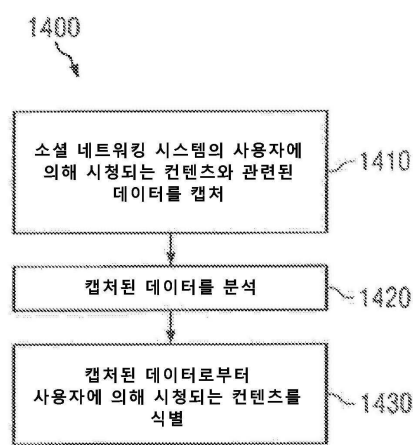 1400
소셜 네트워킹 시스템의 사용자에
의해 시청되는 컨텐츠와 관련된
데이터를 캡처
1410
캡처된 데이터를 분석
1420
캡처된 데이터로부터
사용자에 의해 시청되는 컨텐츠를
식별
1430